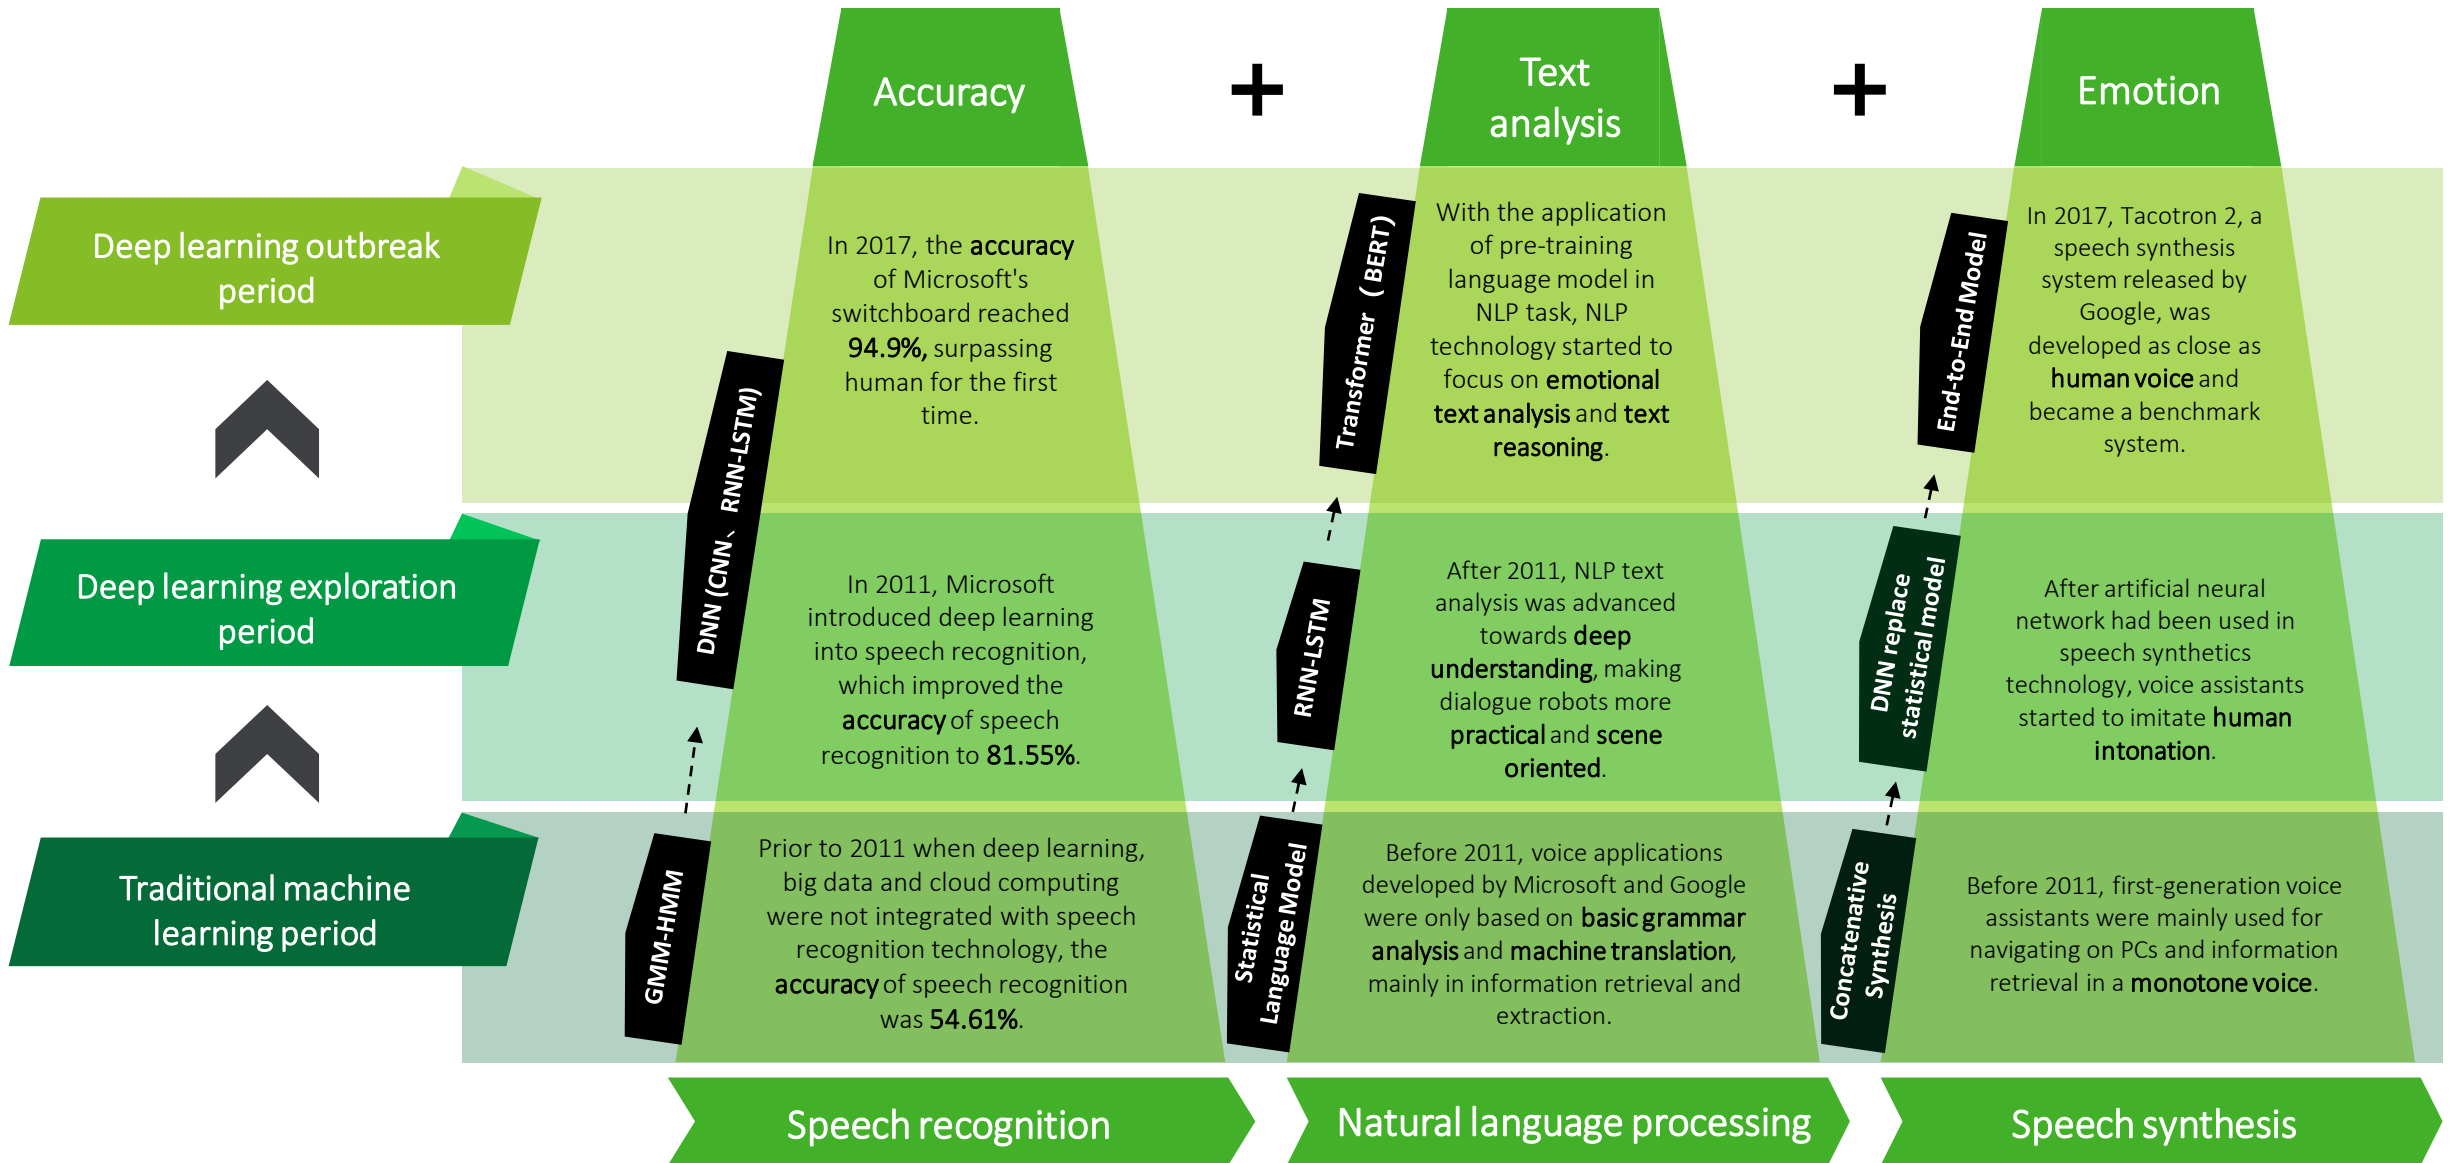 Accuracy
Text
analysis
Emotion
Deep learning outbreak
period
DNN (CNN、 RNN-LSTM)
In 2017, the accuracy
of Microsoft's
switchboard reached
94.9%, surpassing
human for the first
time.
Transformer （BERT)
With the application
of pre-training
language model in
NLP task, NLP
technology started to
focus on emotional
text analysis and text
reasoning.
End-to-End Model
In 2017, Tacotron 2, a
speech synthesis
system released by
Google, was
developed as close as
human voice and
became a benchmark
system.
Deep learning exploration
period
In 2011, Microsoft
introduced deep learning
into speech recognition,
which improved the
accuracy of speech
recognition to 81.55%.
RNN-LSTM
After 2011, NLP text
analysis was advanced
towards deep
understanding, making
dialogue robots more
practical and scene
oriented.
DNN replace
statistical model
After artificial neural
network had been used in
speech synthetics
technology, voice assistants
started to imitate human
intonation.
Traditional machine
learning period
GMM-HMM
Prior to 2011 when deep learning,
big data and cloud computing
were not integrated with speech
recognition technology, the
accuracy of speech recognition
was 54.61%.
Statistical
Language Model
Before 2011, voice applications
developed by Microsoft and Google
were only based on basic grammar
analysis and machine translation,
mainly in information retrieval and
extraction.
Concatenative
Synthesis
Before 2011, first-generation voice
assistants were mainly used for
navigating on PCs and information
retrieval in a monotone voice.
Speech recognition
Natural language processing
Speech synthesis